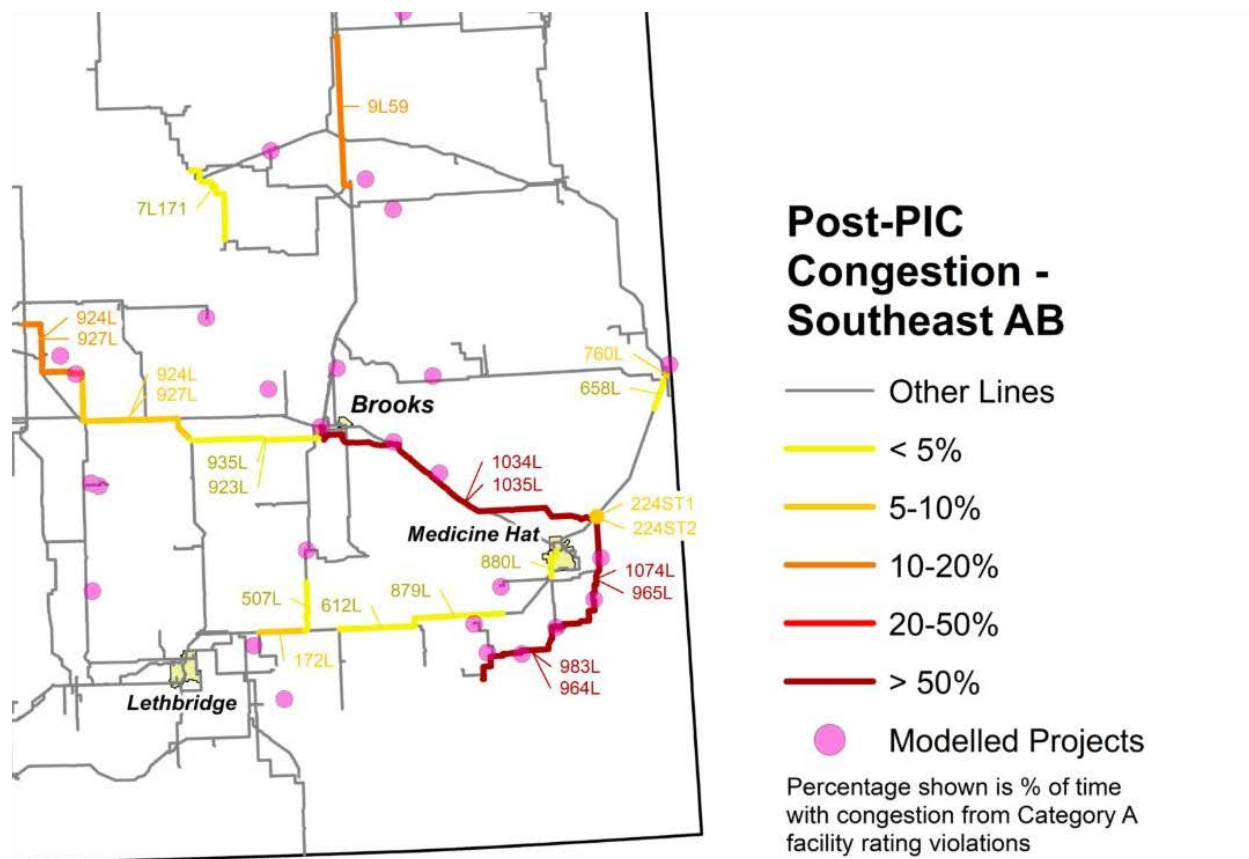 9L59
7L171
924L
927L
924L
927L
760L
658L
Brooks
935L
923L
1034L
1035L
224ST1
224ST2
Medicine Hat
880L
1074L
965L
507L
612L
879L
172L
983L
964L
Lethbridge
Post-PIC
Congestion -
Southeast AB
Other Lines
< 5%
5-10%
10-20%
20-50%
> 50%
Modelled Projects
Percentage shown is % of time
with congestion from Category A
facility rating violations